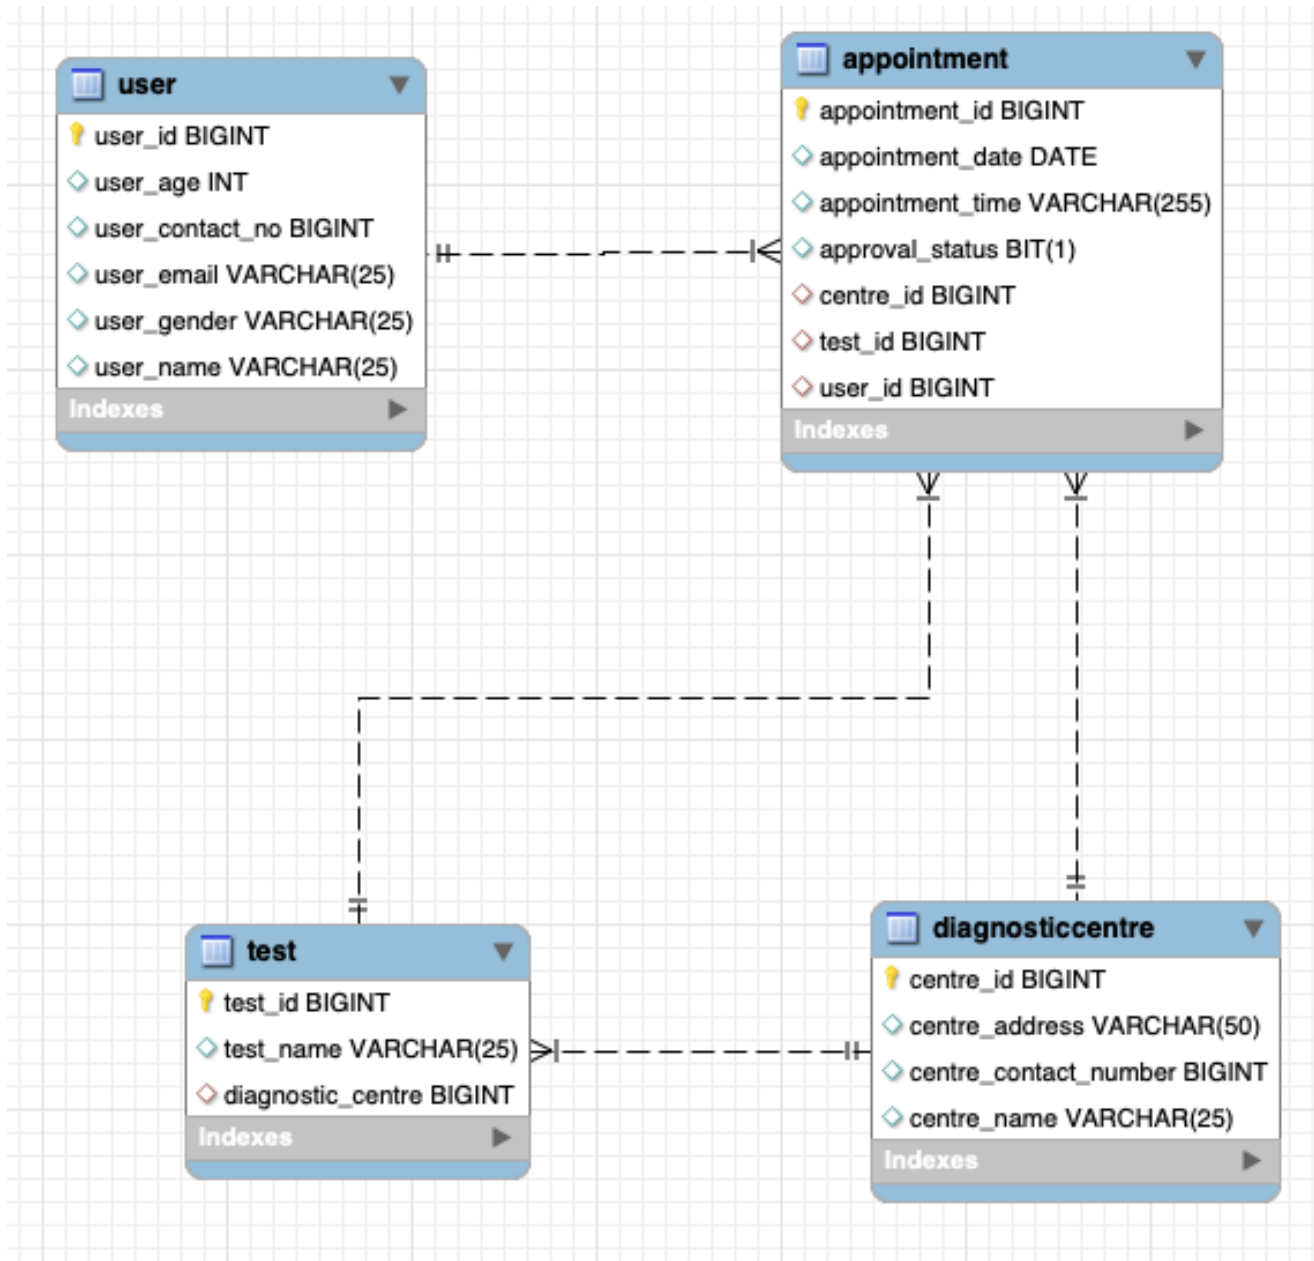 user
user_id BIGINT
user_age INT
user_contact_no BIGINT
user_email VARCHAR(25)
user_gender VARCHAR(25)
user_name VARCHAR(25)
Indexes
appointment
appointment_id BIGINT
appointment_date DATE
appointment_time VARCHAR(255)
approval_status BIT(1)
centre_id BIGINT
test_id BIGINT
user_id BIGINT
Indexes
test
test_id BIGINT
test_name VARCHAR(25)
diagnostic_centre BIGINT
Indexes
diagnosticcentre
centre_id BIGINT
centre_address VARCHAR(50)
centre_contact_number BIGINT
centre_name VARCHAR(25)
Indexes